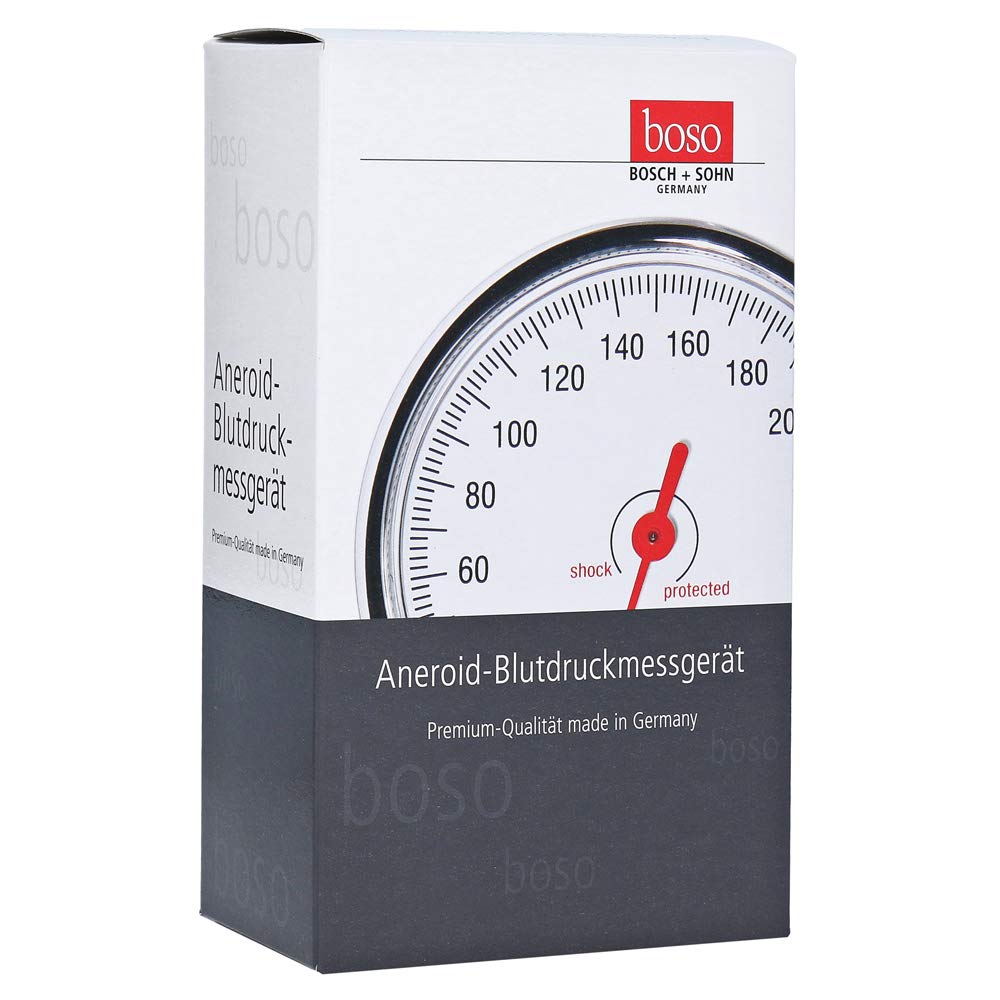 boso
BOSCH + SOHN
GERMANY
140
160
120
180
100
20
80
60
shock
protected
Aneroid-Blutdruckmessgerät
Premium-Qualität made in Germany
boso
boso
boso
boso
boso
Aneroid-
Blutdruck-
messgerät
Premium-Qualität made in Germany
boso
boso